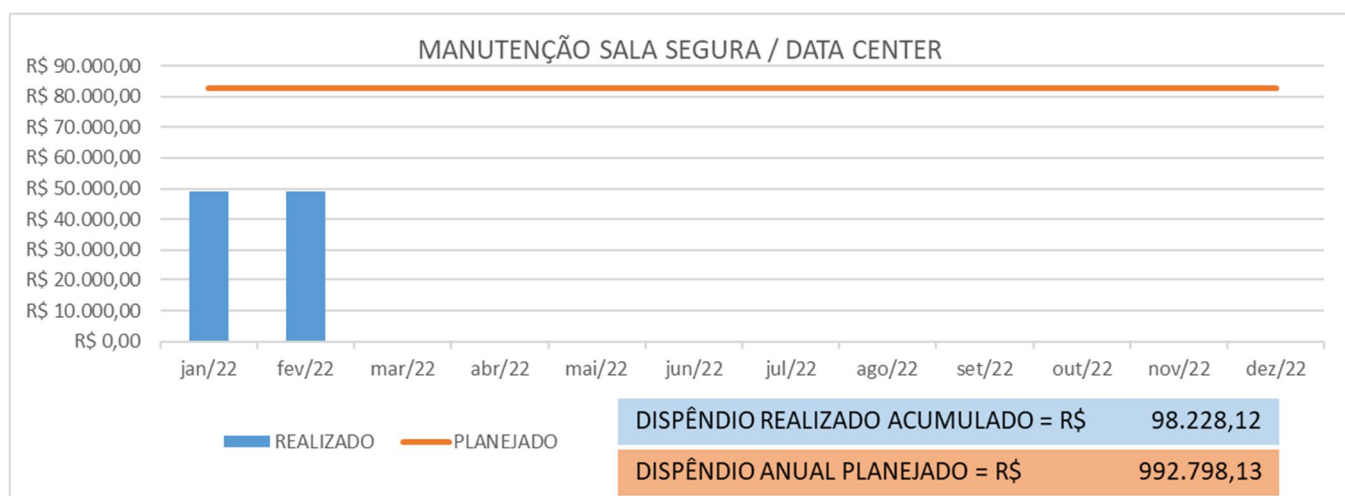 MANUTENÇÃO SALA SEGURA / DATA CENTER
R$ 90.000,00
R$ 80.000,00
R$ 70.000,00
R$ 60.000,00
R$ 50.000,00
R$ 40.000,00
R$ 30.000,00
R$ 20.000,00
R$ 10.000,00
R$ 0,00
jan/22 fev/22 mar/22 abr/22 mai/22 jun/22 jul/22 ago/22 set/22 out/22 nov/22 dez/22
REALIZADO PLANEJADO
DISPÊNDIO REALIZADO ACUMULADO = R$ 98.228,12
DISPÊNDIO ANUAL PLANEJADO = R$ 992.798,13